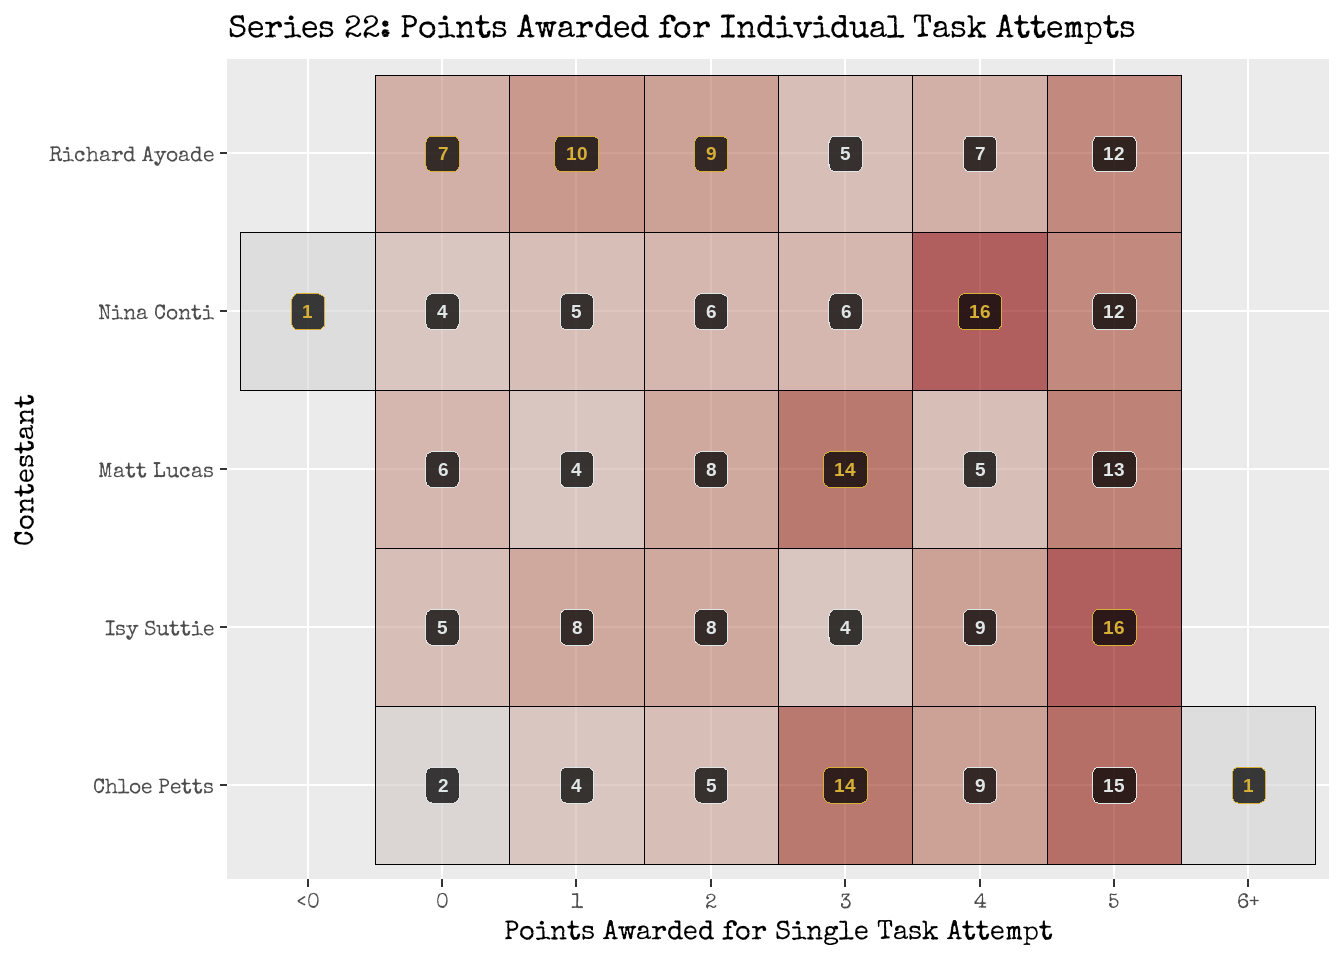 Series 22: Points Awarded for Individual Task Attempts
Contestant
Richard Ayoade 7 10 9 5 7 12
Nina Conti 1 4 5 6 6 16 12
Matt Lucas 6 4 8 14 5 13
Isy Suttie 5 8 8 4 9 16
Chloe Petts 2 4 5 14 9 15 1
<0 0 1 2 3 4 5 6+
Points Awarded for Single Task Attempt